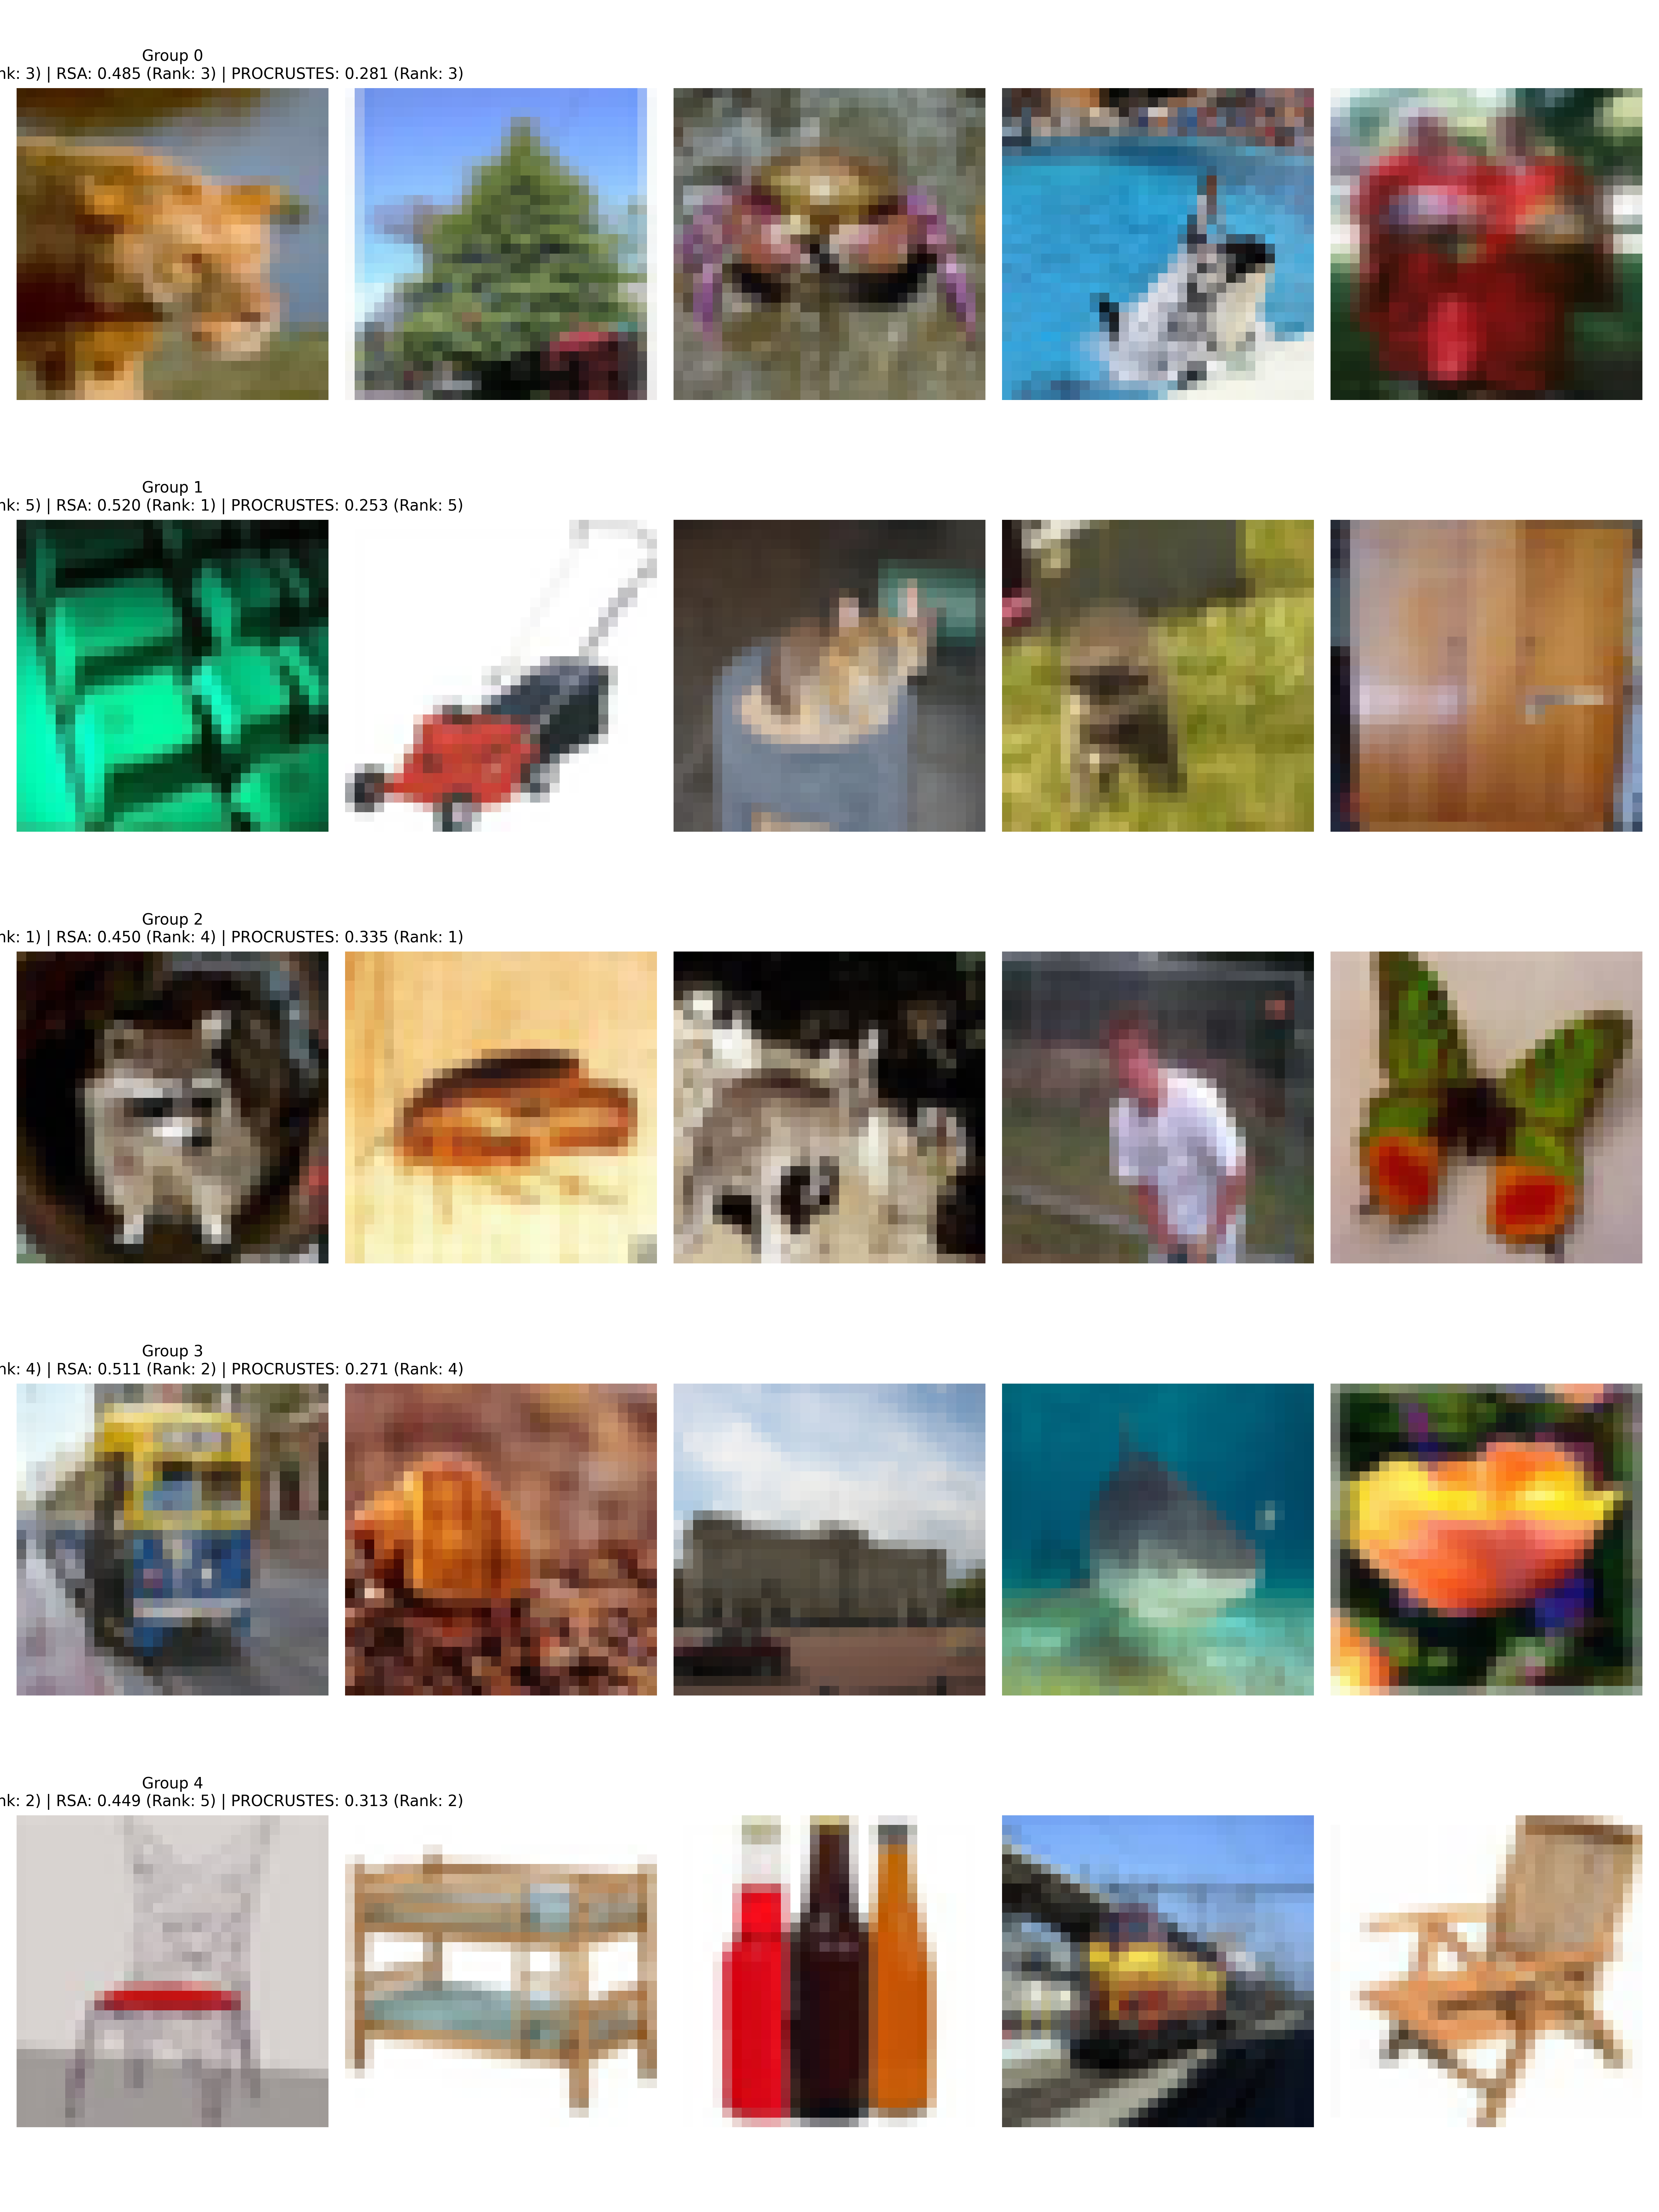 Group 0
nk: 3) | RSA: 0.485 (Rank: 3) | PROCRUSTES: 0.281 (Rank: 3)
Group 1
nk: 5) | RSA: 0.520 (Rank: 1) | PROCRUSTES: 0.253 (Rank: 5)
Group 2
nk: 1) | RSA: 0.450 (Rank: 4) | PROCRUSTES: 0.335 (Rank: 1)
Group 3
nk: 4) | RSA: 0.511 (Rank: 2) | PROCRUSTES: 0.271 (Rank: 4)
Group 4
nk: 2) | RSA: 0.449 (Rank: 5) | PROCRUSTES: 0.313 (Rank: 2)